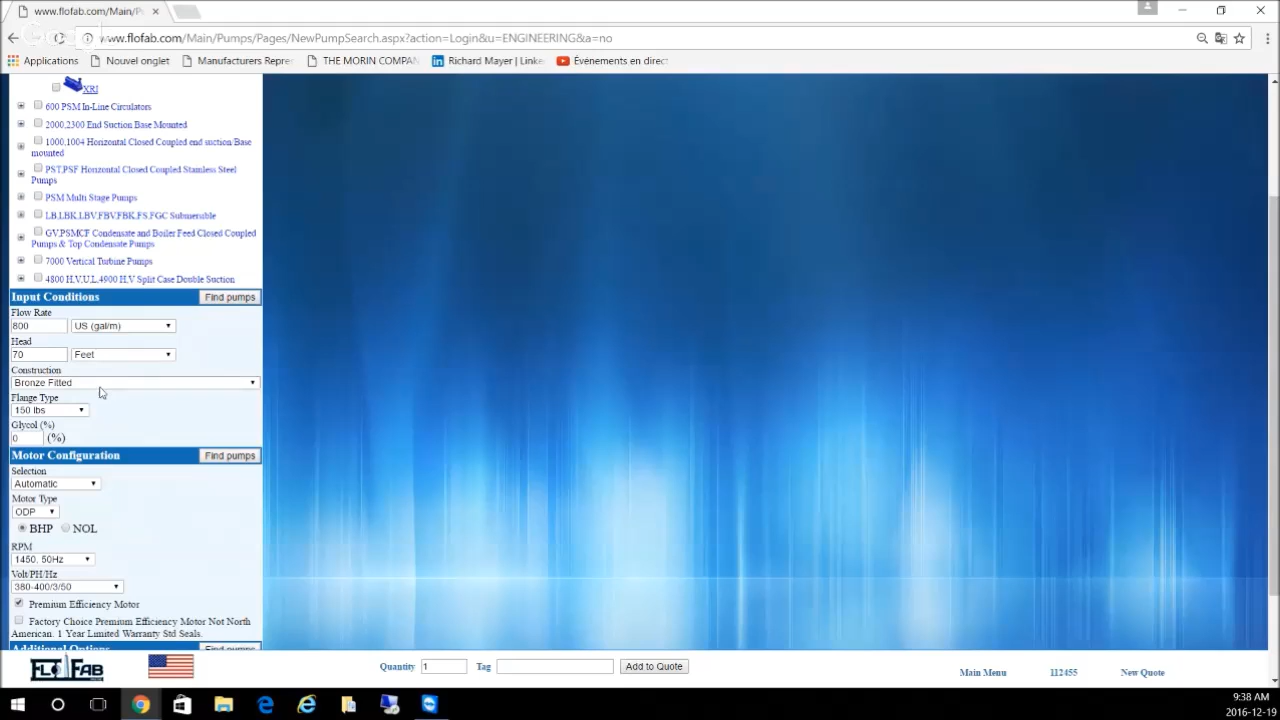 www.flofab.com/Main/P
www.flofab.com/Main/Pumps/Pages/NewPumpSearch.aspx?action=Login&u=ENGINEERING&a=no
Applications Nouvel onglet Manufacturers Repre THE MORIN COMPAN Richard Mayer | Linke Événements en direct
XRI
600 PSM In-Line Circulators
2000,2300 End Suction Base Mounted
1000,1004 Horizontal Closed Coupled end suction/Base
mounted
PST,PSF Horizontal Closed Coupled Stainless Steel
Pumps
PSM Multi Stage Pumps
LB,LBK,LBV,FBV,FBK,FS,FGC Submersible
GV,PSMCF Condensate and Boiler Feed Closed Coupled
Pumps & Top Condensate Pumps
7000 Vertical Turbine Pumps
4800 H,V,U,L,4900 H,V Split Case Double Suction
Input Conditions Find pumps
Flow Rate
800 US (gal/m)
Head
70 Feet
Construction
Bronze Fitted
Flange Type
150 lbs
Glycol (%)
0 (%)
Motor Configuration Find pumps
Selection
Automatic
Motor Type
ODP
BHP NOL
RPM
1450, 50Hz
Volt/PH/Hz
380-400/3/50
Premium Efficiency Motor
Factory Choice Premium Efficiency Motor Not North
American. 1 Year Limited Warranty Std Seals.
Additional Options Find pumps
FLO FAB
Quantity 1 Tag Add to Quote
Main Menu 112455 New Quote
9:38 AM
2016-12-19